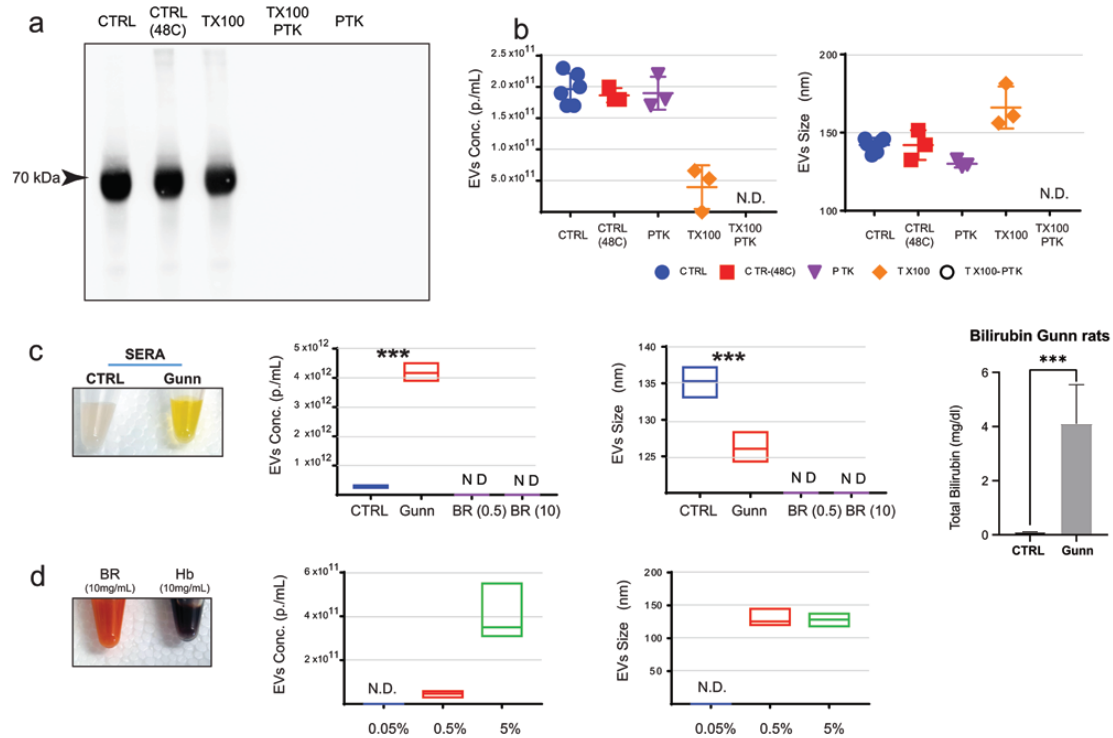 a
CTRL
CTRL (48C)
TX100
TX100 PTK
PTK
70 kDa
b
EVs Conc. (p./mL)
2.5x10¹¹
2.0x10¹¹
1.5x10¹¹
1.0x10¹¹
5.0x10¹¹
N.D.
CTRL
CTRL (48C)
PTK
TX100
TX100 PTK
EVs Size (nm)
200
150
100
N.D.
CTRL
CTRL (48C)
PTK
TX100
TX100 PTK
CTRL
CTR-(48C)
PTK
TX100
TX100-PTK
c
SERA
CTRL
Gunn
EVs Conc. (p./mL)
5 x10¹²
4 x10¹²
3 x10¹²
2 x10¹²
1 x10¹²
***
N D
N D
CTRL
Gunn
BR (0.5)
BR (10)
EVs Size (nm)
140
135
130
125
***
N D
N D
CTRL
Gunn
BR (0.5)
BR (10)
Bilirubin Gunn rats
***
Total Bilirubin (mg/dl)
6
4
2
0
CTRL
Gunn
d
BR
(10mg/mL)
Hb
(10mg/mL)
EVs Conc. (p./mL)
6 x10¹¹
4 x10¹¹
2 x10¹¹
N.D.
0.05%
0.5%
5%
EVs Size (nm)
200
150
100
50
N.D.
0.05%
0.5%
5%